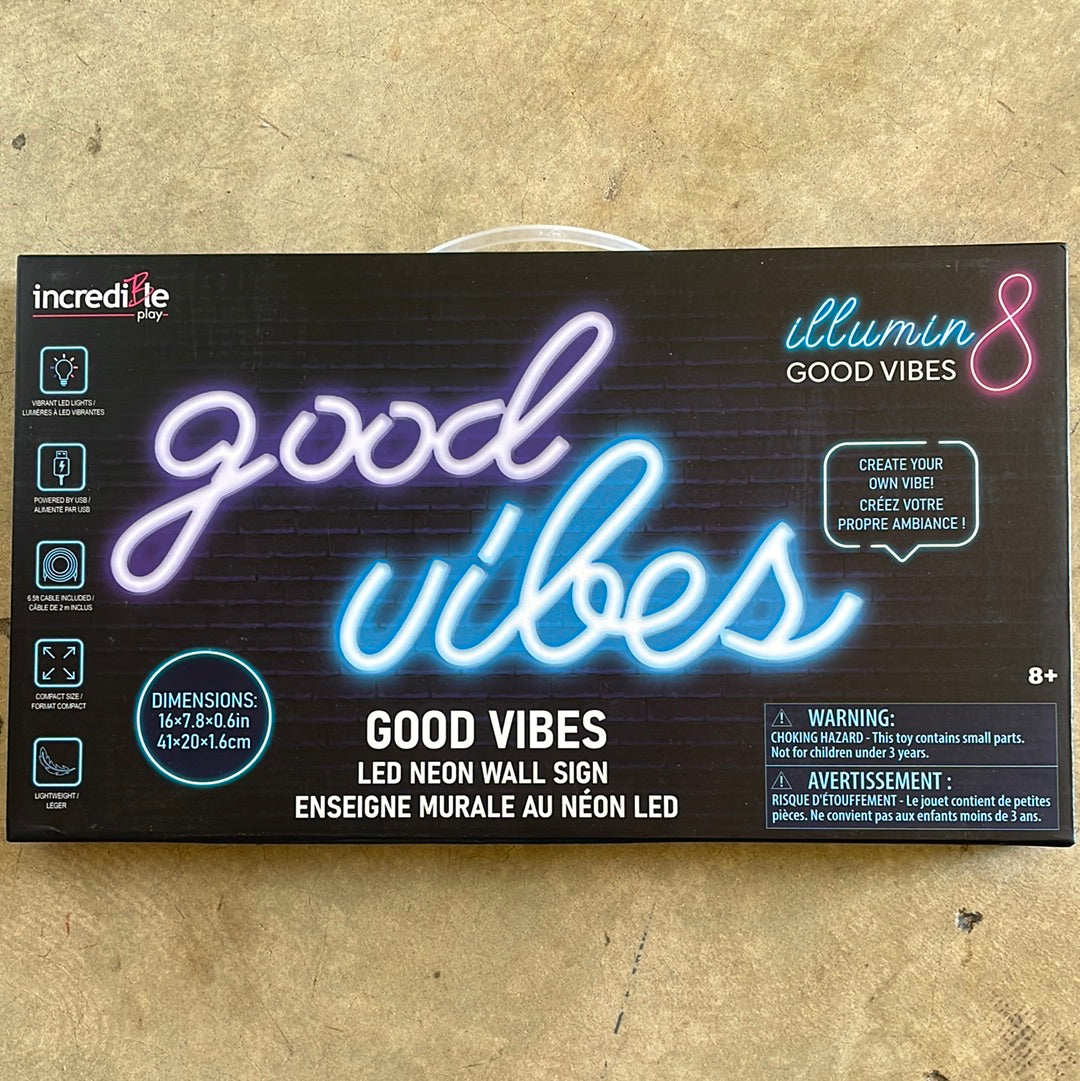 incrediBle
play
VIBRANT LED LIGHTS /
LUMIÈRES À LED VIBRANTES
POWERED BY USB /
ALIMENTÉ PAR USB
6.5ft CABLE INCLUDED /
CÂBLE DE 2 m INCLUS
COMPACT SIZE /
FORMAT COMPACT
LIGHTWEIGHT /
LÉGER
good
vibes
illumin8
GOOD VIBES
CREATE YOUR
OWN VIBE!
CRÉEZ VOTRE
PROPRE AMBIANCE !
8+
DIMENSIONS:
16×7.8×0.6in
41×20×1.6cm
GOOD VIBES
LED NEON WALL SIGN
ENSEIGNE MURALE AU NÉON LED
WARNING:
CHOKING HAZARD - This toy contains small parts.
Not for children under 3 years.
AVERTISSEMENT :
RISQUE D'ÉTOUFFEMENT - Le jouet contient de petites
pièces. Ne convient pas aux enfants moins de 3 ans.